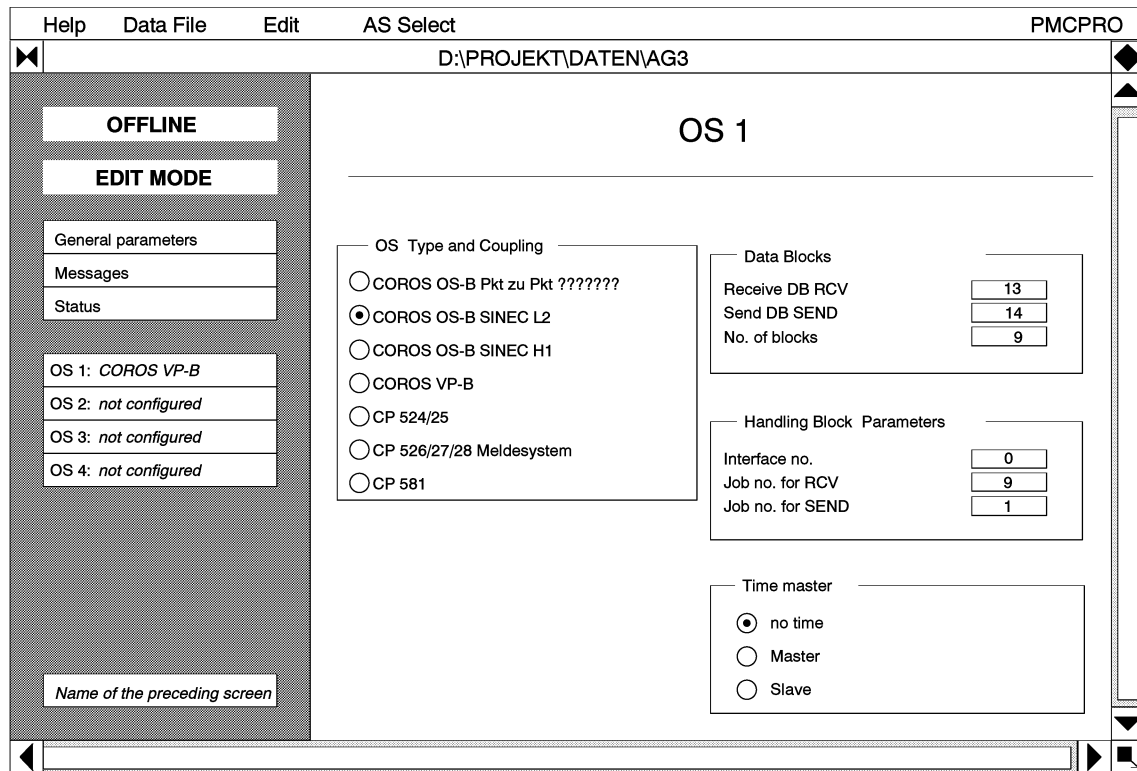 Help Data File Edit AS Select PMCPRO
D:\PROJEKT\DATEN\AG3
OFFLINE
EDIT MODE
General parameters
Messages
Status
OS 1: COROS VP-B
OS 2: not configured
OS 3: not configured
OS 4: not configured
Name of the preceding screen
OS 1
OS Type and Coupling
COROS OS-B Pkt zu Pkt ???????
COROS OS-B SINEC L2
COROS OS-B SINEC H1
COROS VP-B
CP 524/25
CP 526/27/28 Meldesystem
CP 581
Data Blocks
Receive DB RCV 13
Send DB SEND 14
No. of blocks 9
Handling Block Parameters
Interface no. 0
Job no. for RCV 9
Job no. for SEND 1
Time master
no time
Master
Slave